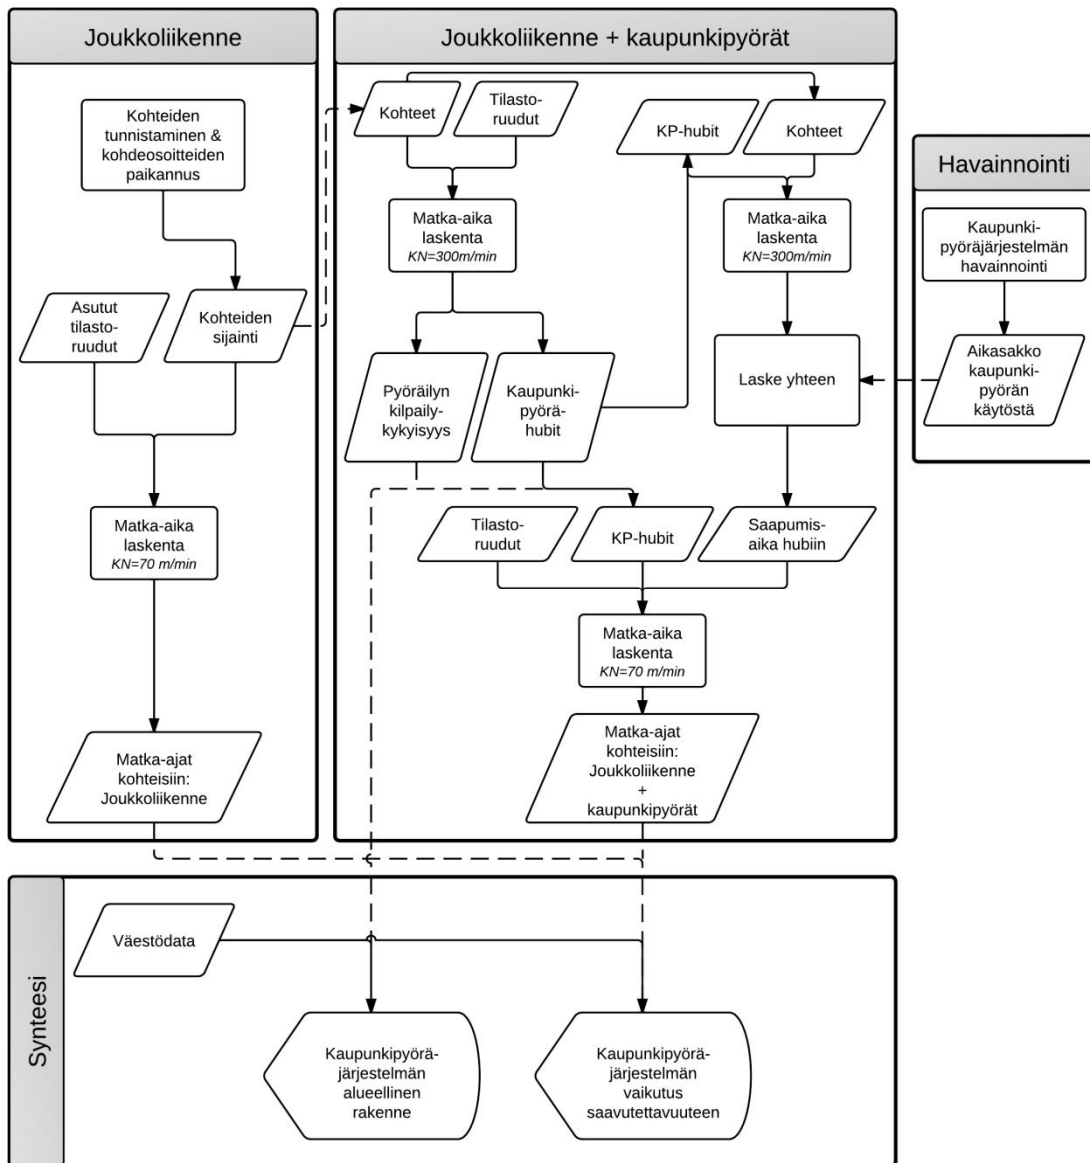 Joukkoliikenne
Kohteiden
tunnistaminen &
kohdeosoitteiden
paikannus
Asutut
tilasto-
ruudut
Kohteiden
sijainti
Matka-aika
laskenta
KN=70 m/min
Matka-ajat
kohteisiin:
Joukkoliikenne
Joukkoliikenne + kaupunkipyörät
Kohteet
Tilasto-
ruudut
KP-hubit
Kohteet
Matka-aika
laskenta
KN=300m/min
Matka-aika
laskenta
KN=300m/min
Pyöräilyn
kilpaily-
kykyisyys
Kaupunki-
pyörä-
hubit
Laske yhteen
Tilasto-
ruudut
KP-hubit
Saapumis-
aika hubiin
Matka-aika
laskenta
KN=70 m/min
Matka-ajat
kohteisiin:
Joukkoliikenne
+
kaupunkipyörät
Havainnointi
Kaupunki-
pyöräjärjestelmän
havainnointi
Aikasakko
kaupunki-
pyörän
käytöstä
Synteesi
Väestödata
Kaupunkipyörä-
järjestelmän
alueellinen
rakenne
Kaupunkipyörä-
järjestelmän
vaikutus
saavutettavuuteen